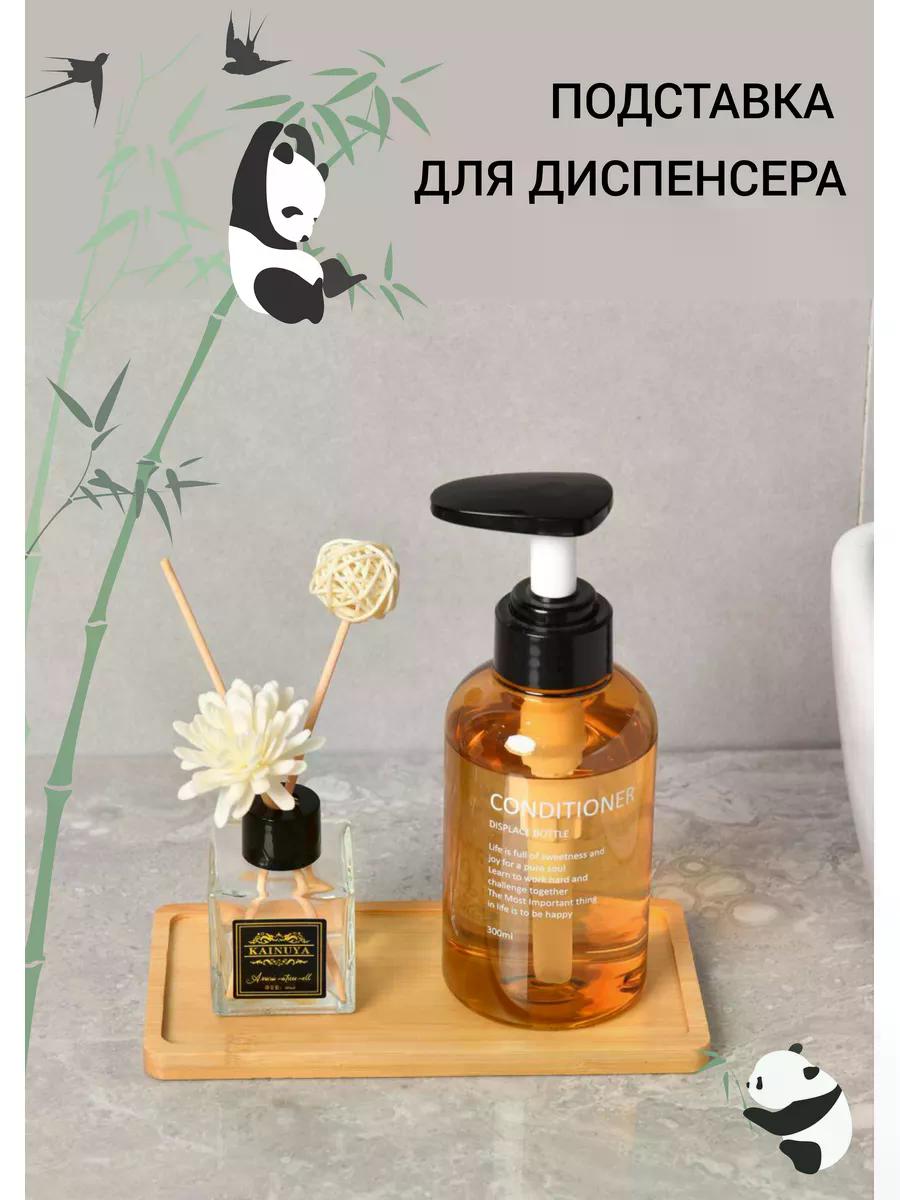 ПОДСТАВКА
ДЛЯ ДИСПЕНСЕРА
CONDITIONER
DISPLACE BOTTLE
Life is full of sweetness and
joy for a pure soul
Learn to work hard and
challenge together
The Most Important thing
in life is to be happy
300ml
KAINUYA